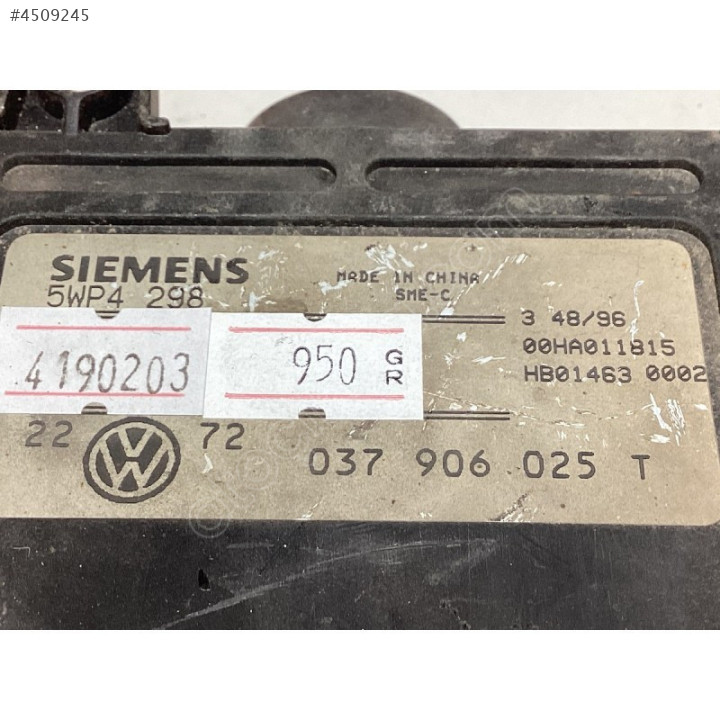 #4509245
SIEMENS
5WP4 298
MADE IN CHINA
SME-C
3 48/96
00HA011815
HB01463 0002
4190203
950 GR
22 72
037 906 025 T